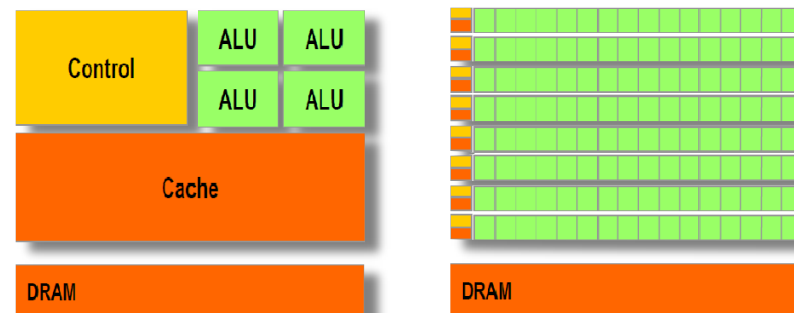 Control
ALU ALU
ALU ALU
Cache
DRAM
DRAM